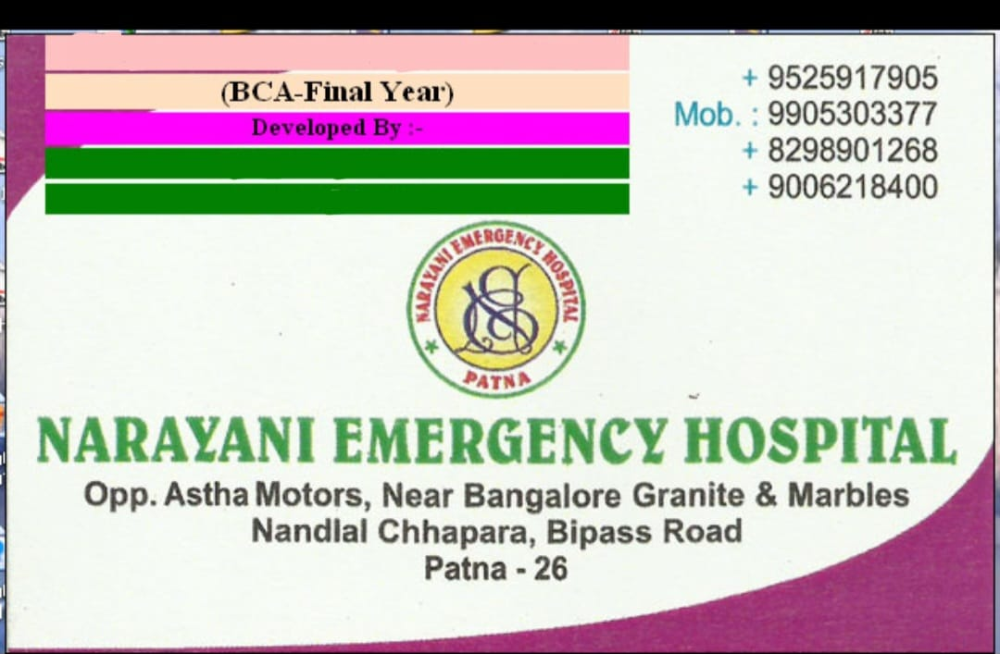 (BCA-Final Year)
Developed By :-
+ 9525917905
Mob. : 9905303377
+ 8298901268
+ 9006218400
NARAYANI EMERGENCY HOSPITAL
PATNA
NARAYANI EMERGENCY HOSPITAL
Opp. Astha Motors, Near Bangalore Granite & Marbles
Nandlal Chhapara, Bipass Road
Patna - 26